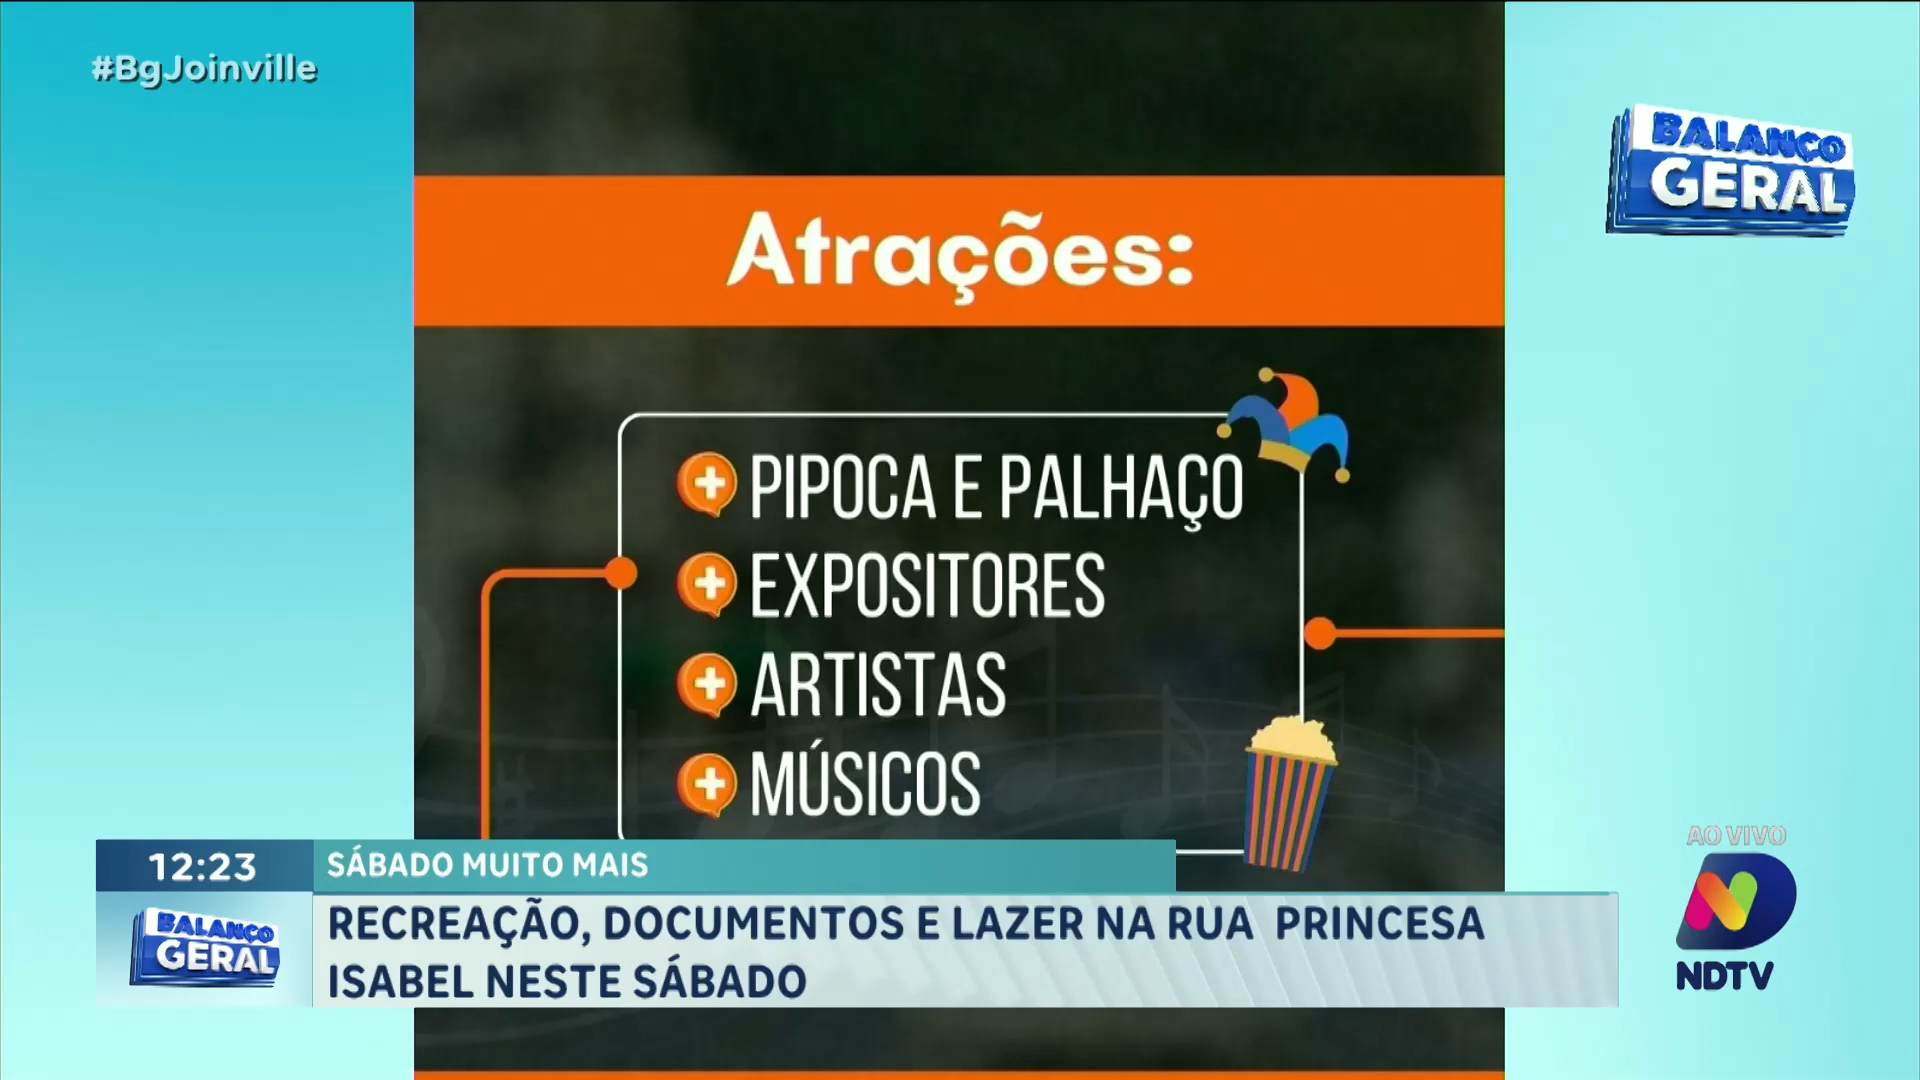 #BgJoinville
BALANÇO
GERAL
Atrações:
PIPOCA E PALHAÇO
EXPOSITORES
ARTISTAS
MÚSICOS
AO VIVO
12:23
SÁBADO MUITO MAIS
BALANÇO
GERAL
RECREAÇÃO, DOCUMENTOS E LAZER NA RUA PRINCESA
ISABEL NESTE SÁBADO
NDTV